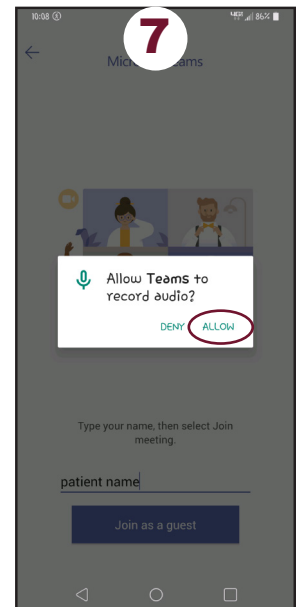 7
10:08
86%
Teams
Allow Teams to
record audio?
DENY ALLOW
Type your name, then select Join
meeting.
patient name
Join as a guest